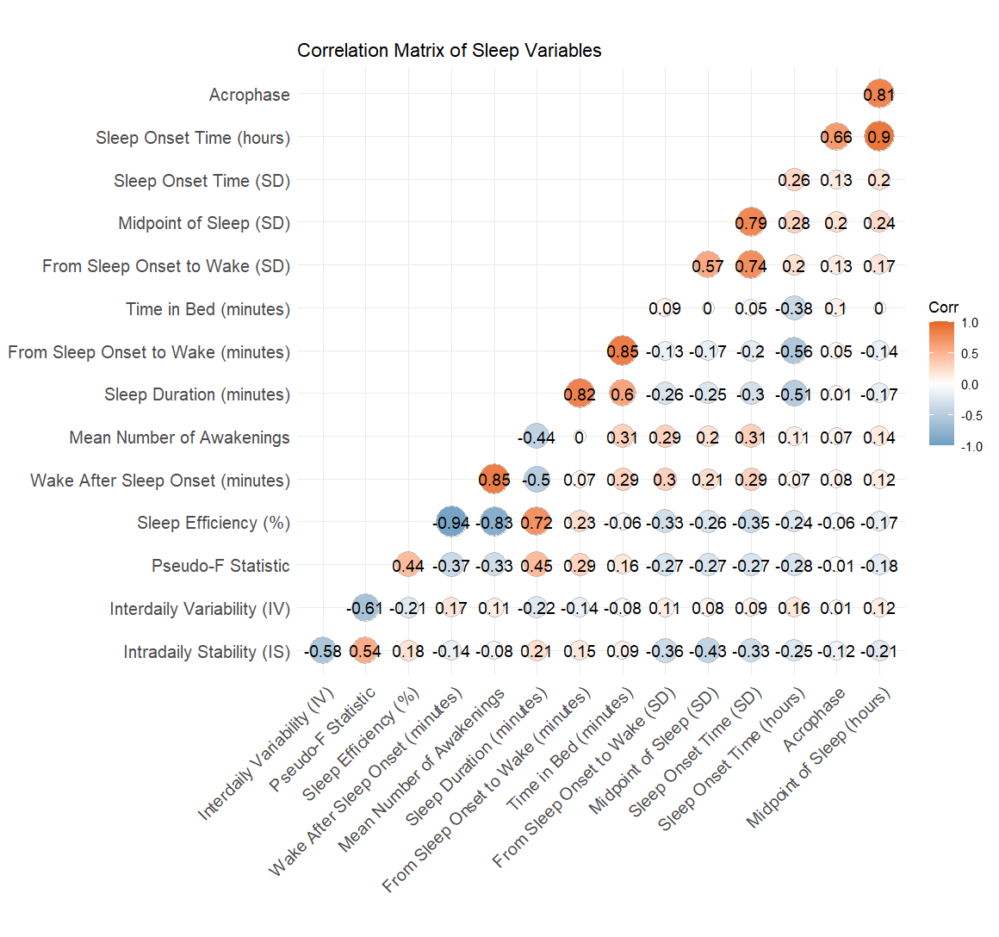 Correlation Matrix of Sleep Variables
Acrophase 0.81
Sleep Onset Time (hours) 0.66 0.9
Sleep Onset Time (SD) 0.26 0.13 0.2
Midpoint of Sleep (SD) 0.79 0.28 0.2 0.24
From Sleep Onset to Wake (SD) 0.57 0.74 0.2 0.13 0.17
Time in Bed (minutes) 0.09 0 0.05 -0.38 0.1 0
From Sleep Onset to Wake (minutes) 0.85 -0.13 -0.17 -0.2 -0.56 0.05 -0.14
Sleep Duration (minutes) 0.82 0.6 -0.26 -0.25 -0.3 -0.51 0.01 -0.17
Mean Number of Awakenings -0.44 0 0.31 0.29 0.2 0.31 0.11 0.07 0.14
Wake After Sleep Onset (minutes) 0.85 -0.5 0.07 0.29 0.3 0.21 0.29 0.07 0.08 0.12
Sleep Efficiency (%) -0.94 -0.83 0.72 0.23 -0.06 -0.33 -0.26 -0.35 -0.24 -0.06 -0.17
Pseudo-F Statistic 0.44 -0.37 -0.33 0.45 0.29 0.16 -0.27 -0.27 -0.27 -0.28 -0.01 -0.18
Interdaily Variability (IV) -0.61 -0.21 0.17 0.11 -0.22 -0.14 -0.08 0.11 0.08 0.09 0.16 0.01 0.12
Intradaily Stability (IS) -0.58 0.54 0.18 -0.14 -0.08 0.21 0.15 0.09 -0.36 -0.43 -0.33 -0.25 -0.12 -0.21
Interdaily Variability (IV)
Pseudo-F Statistic
Sleep Efficiency (%)
Wake After Sleep Onset (minutes)
Mean Number of Awakenings
Sleep Duration (minutes)
From Sleep Onset to Wake (minutes)
Time in Bed (minutes)
From Sleep Onset to Wake (SD)
Midpoint of Sleep (SD)
Sleep Onset Time (SD)
Sleep Onset Time (hours)
Acrophase
Midpoint of Sleep (hours)
Corr
1.0
0.5
0.0
-0.5
-1.0